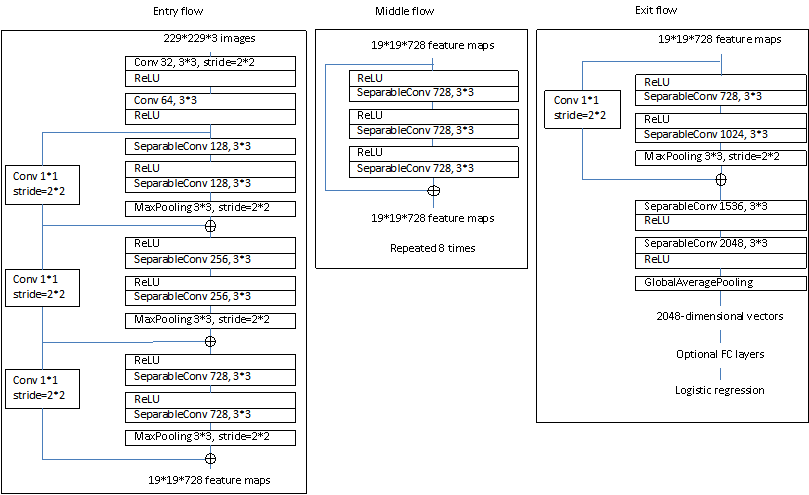 Entry flow
229*229*3 images
Conv 32, 3*3, stride=2*2
ReLU
Conv 64, 3*3
ReLU
SeparableConv 128, 3*3
ReLU
SeparableConv 128, 3*3
MaxPooling 3*3, stride=2*2
Conv 1*1
stride=2*2
ReLU
SeparableConv 256, 3*3
ReLU
SeparableConv 256, 3*3
MaxPooling 3*3, stride=2*2
Conv 1*1
stride=2*2
ReLU
SeparableConv 728, 3*3
ReLU
SeparableConv 728, 3*3
MaxPooling 3*3, stride=2*2
Conv 1*1
stride=2*2
19*19*728 feature maps
Middle flow
19*19*728 feature maps
ReLU
SeparableConv 728, 3*3
ReLU
SeparableConv 728, 3*3
ReLU
SeparableConv 728, 3*3
19*19*728 feature maps
Repeated 8 times
Exit flow
19*19*728 feature maps
ReLU
SeparableConv 728, 3*3
ReLU
SeparableConv 1024, 3*3
MaxPooling 3*3, stride=2*2
Conv 1*1
stride=2*2
SeparableConv 1536, 3*3
ReLU
SeparableConv 2048, 3*3
ReLU
GlobalAveragePooling
2048-dimensional vectors
Optional FC layers
Logistic regression